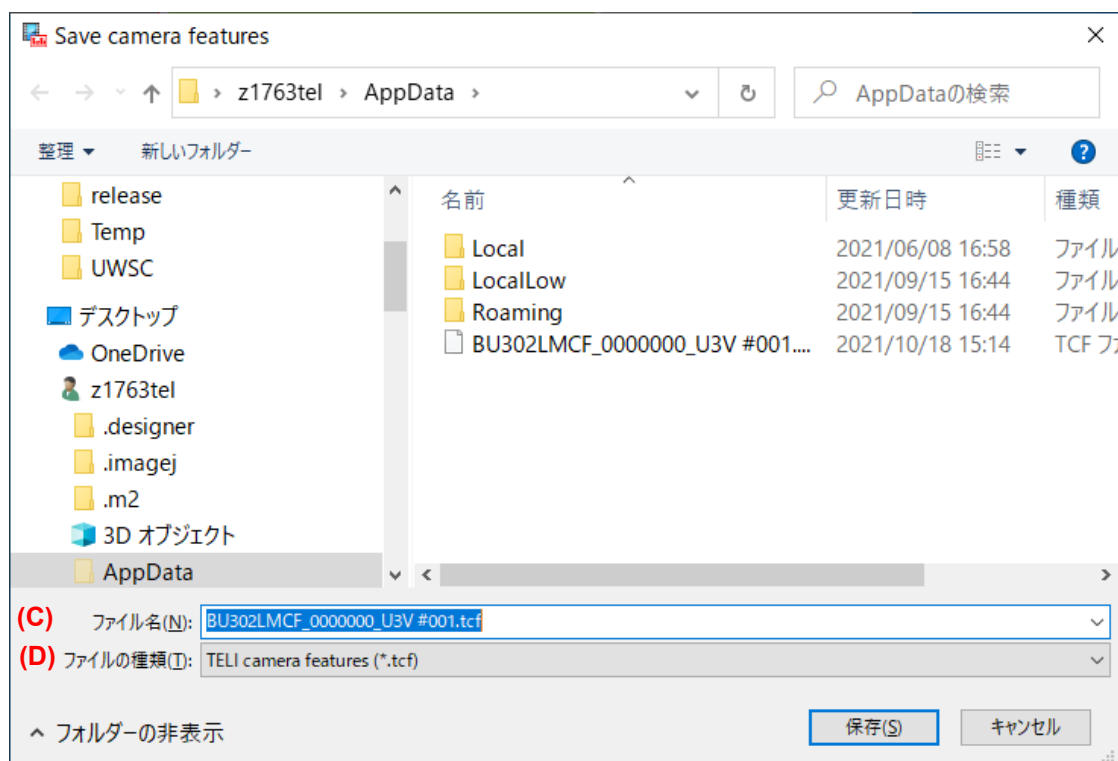 Save camera features
z1763tel › AppData ›
AppDataの検索
整理
新しいフォルダー
release
Temp
UWSC
デスクトップ
OneDrive
z1763tel
.designer
.imagej
.m2
3D オブジェクト
AppData
名前 更新日時 種類
Local 2021/06/08 16:58 ファイル
LocalLow 2021/09/15 16:44 ファイル
Roaming 2021/09/15 16:44 ファイル
BU302LMCF_0000000_U3V #001.... 2021/10/18 15:14 TCF ファ
(C) ファイル名(N): BU302LMCF_0000000_U3V #001.tcf
(D) ファイルの種類(T): TELI camera features (*.tcf)
フォルダーの非表示
保存(S) キャンセル